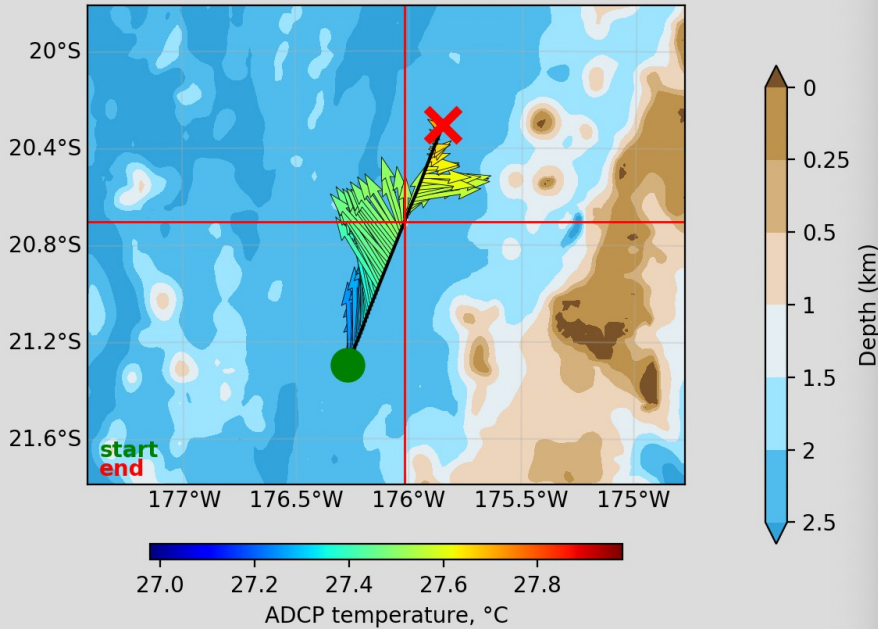 20°S
20.4°S
20.8°S
21.2°S
21.6°S
start
end
177°W 176.5°W 176°W 175.5°W 175°W
27.0 27.2 27.4 27.6 27.8
ADCP temperature, °C
0
0.25
0.5
1
1.5
2
2.5
Depth (km)